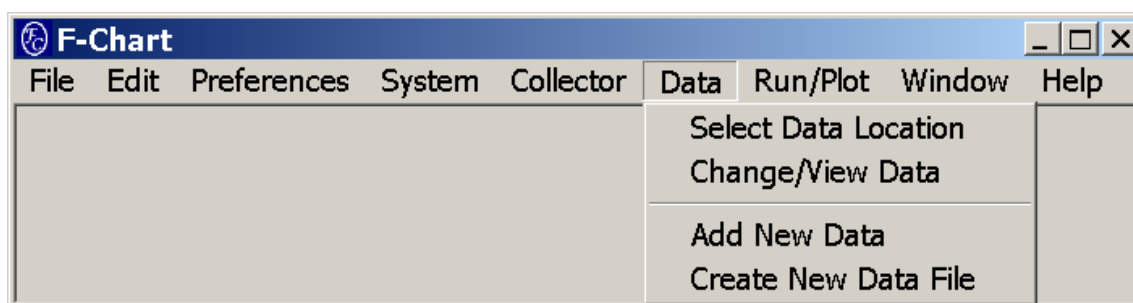 F-Chart
File Edit Preferences System Collector Data Run/Plot Window Help
Select Data Location
Change/View Data
Add New Data
Create New Data File